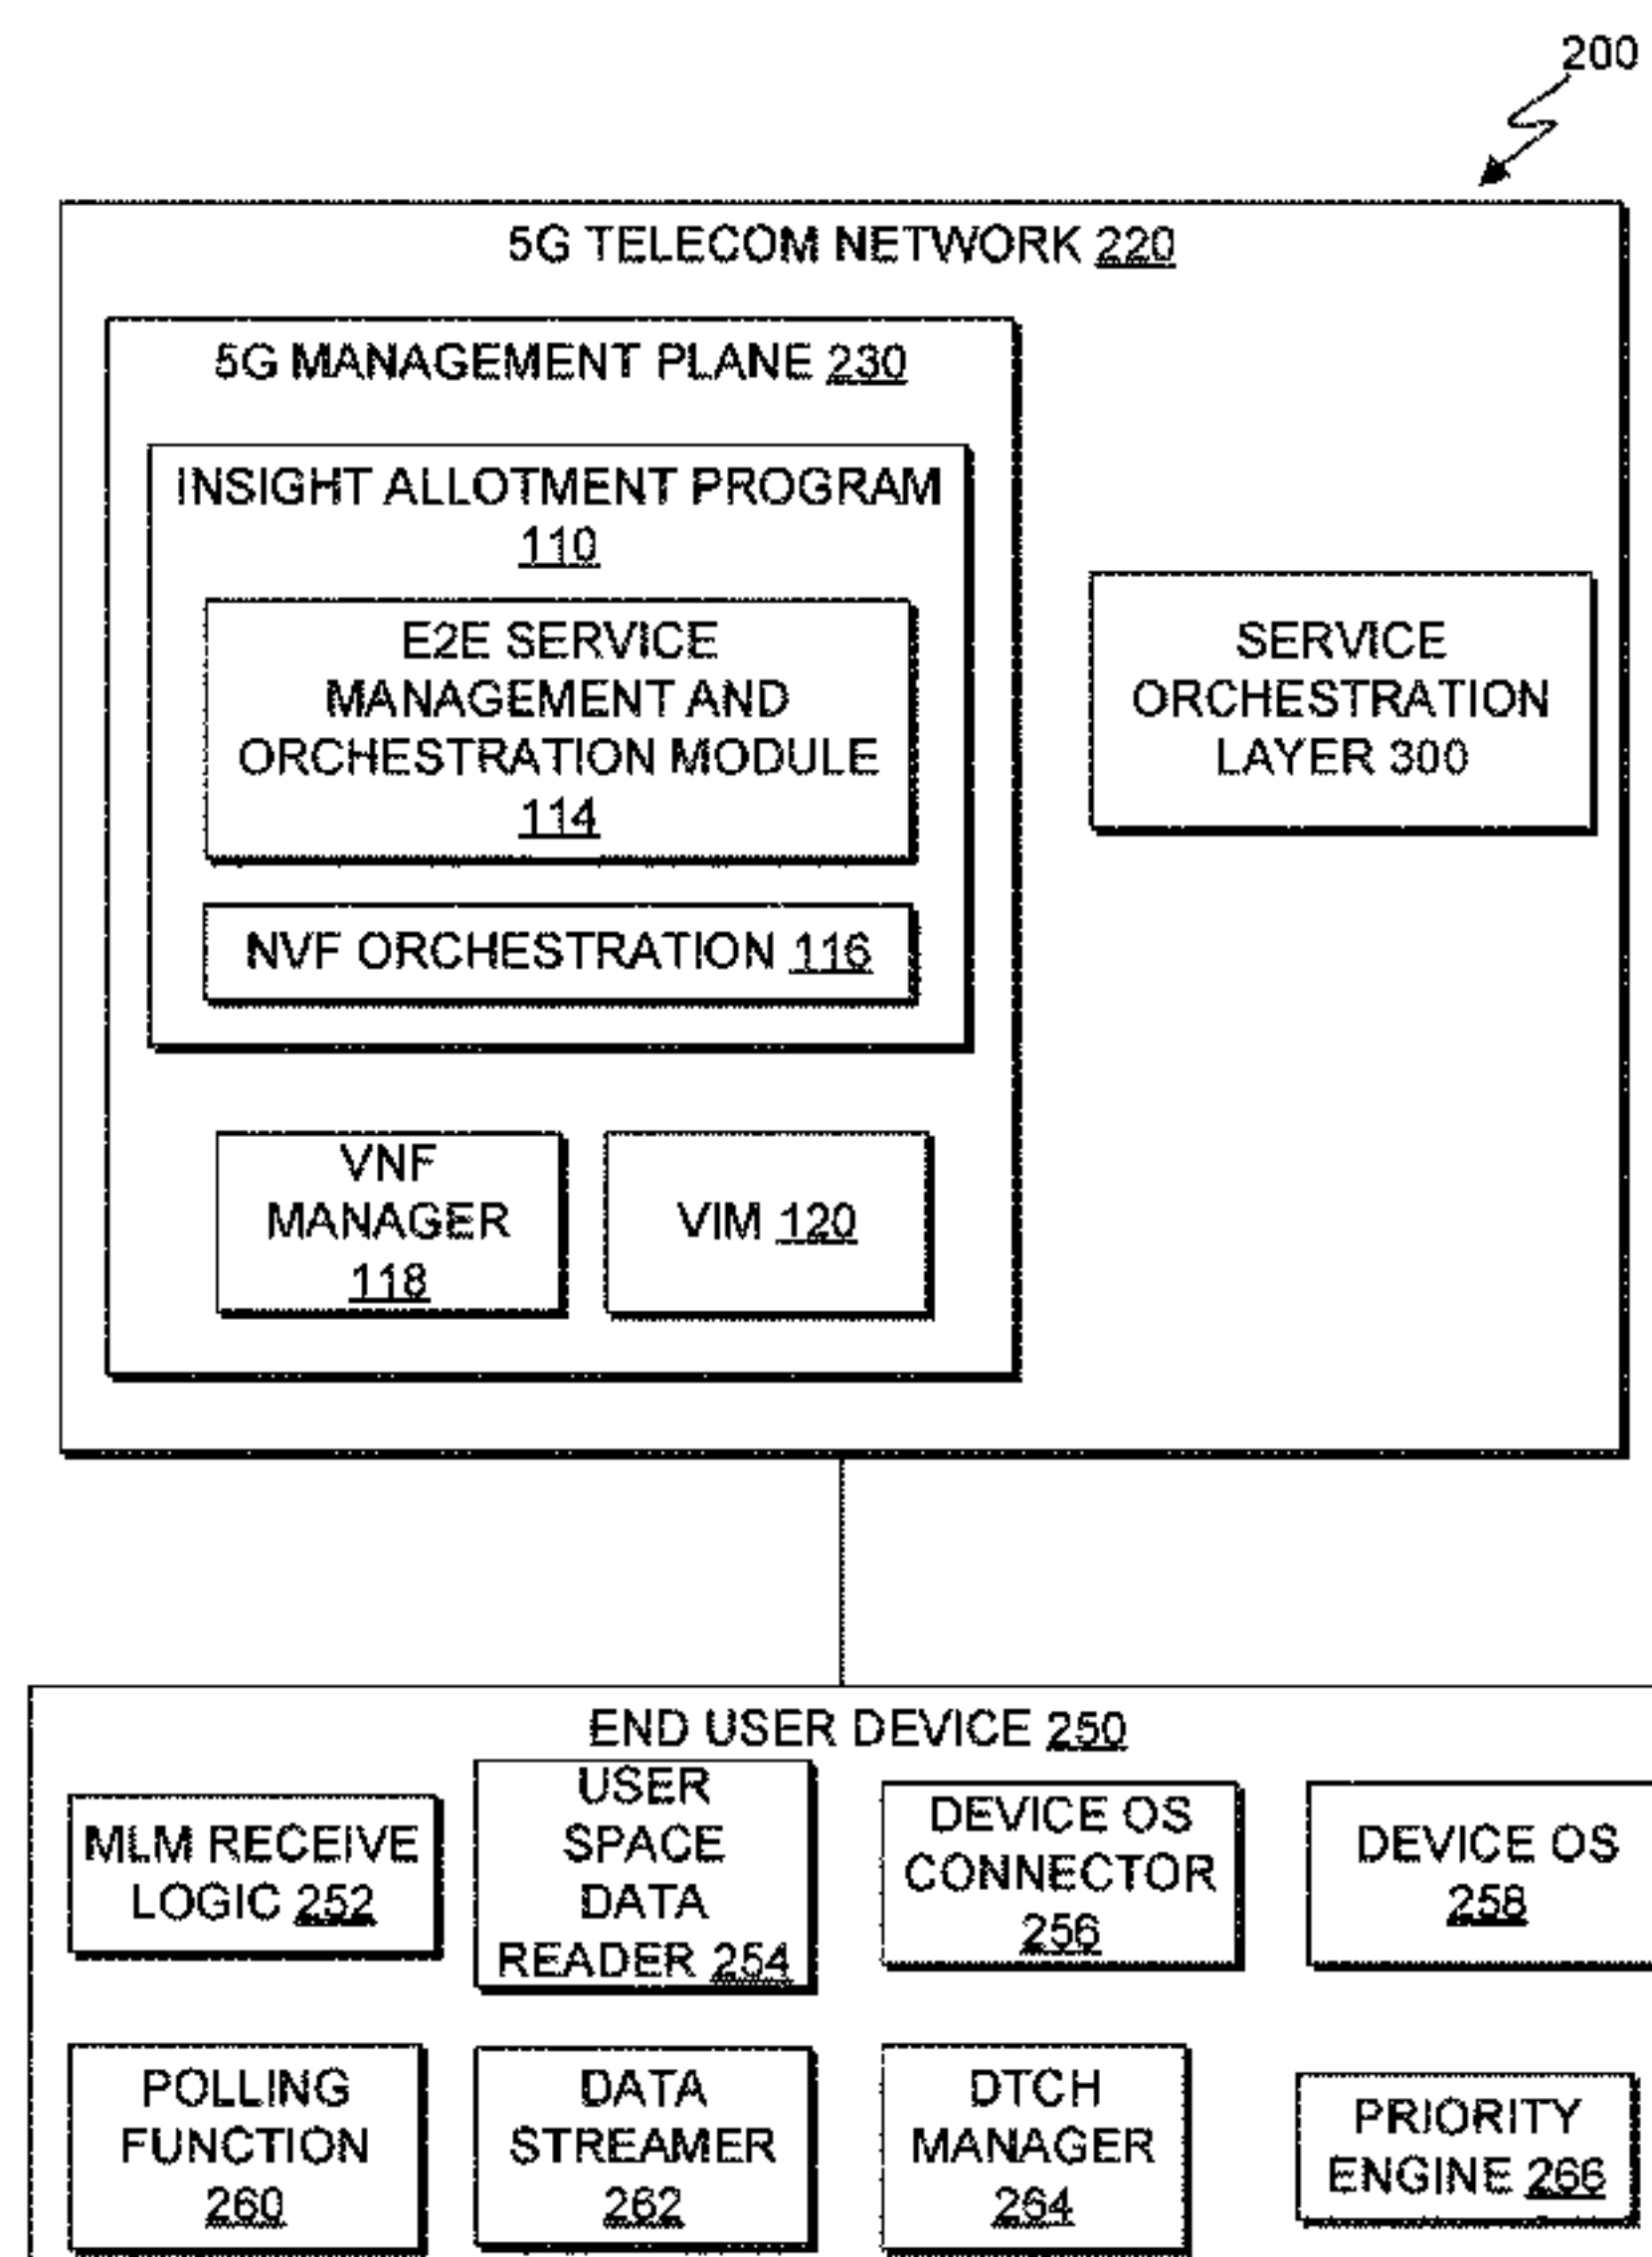 200
5G TELECOM NETWORK 220
5G MANAGEMENT PLANE 230
INSIGHT ALLOTMENT PROGRAM
110
E2E SERVICE
MANAGEMENT AND
ORCHESTRATION MODULE
114
NVF ORCHESTRATION 116
VNF
MANAGER
118
VIM 120
SERVICE
ORCHESTRATION
LAYER 300
END USER DEVICE 250
MLM RECEIVE
LOGIC 252
USER
SPACE
DATA
READER 254
DEVICE OS
CONNECTOR
256
DEVICE OS
258
POLLING
FUNCTION
260
DATA
STREAMER
262
DTCH
MANAGER
264
PRIORITY
ENGINE 266